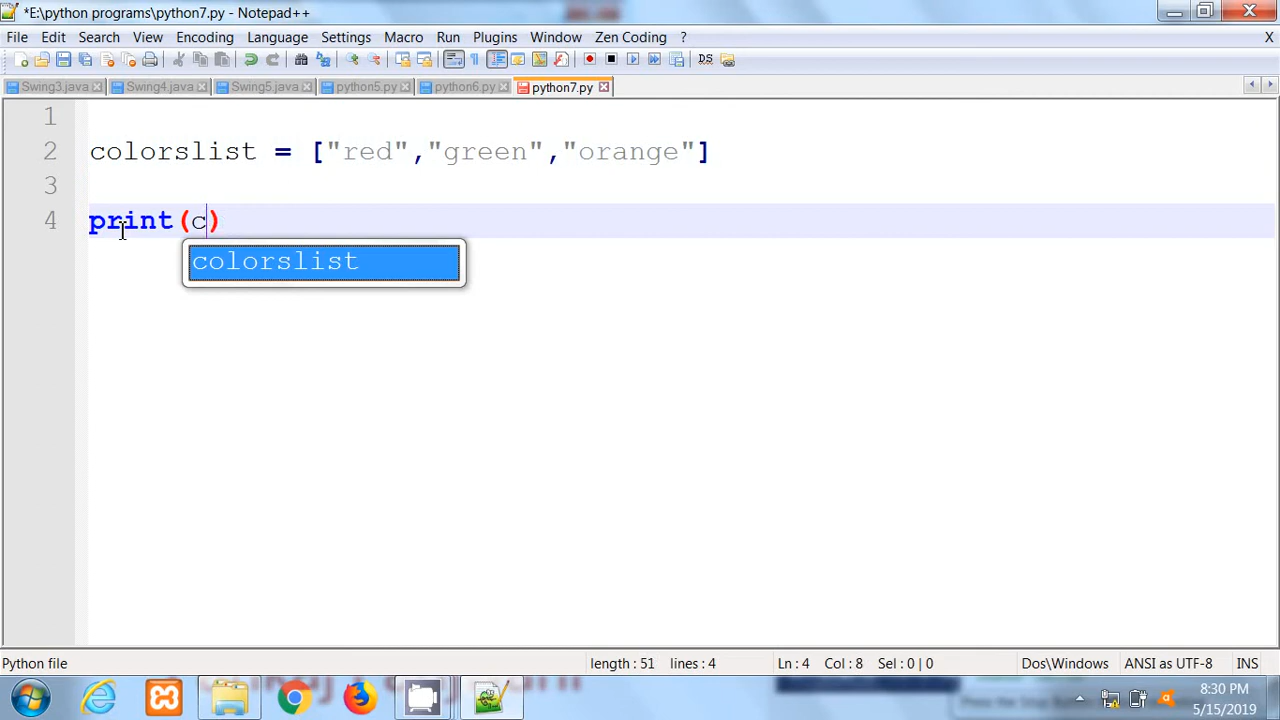 *E:\python programs\python7.py - Notepad++
File Edit Search View Encoding Language Settings Macro Run Plugins Window Zen Coding ? X
Swing3.java Swing4.java Swing5.java python5.py python6.py python7.py
1
2 colorslist = ["red","green","orange"]
3
4 print(c)
colorslist
Python file length : 51 lines : 4 Ln : 4 Col : 8 Sel : 0 | 0 Dos\Windows ANSI as UTF-8 INS
8:30 PM
5/15/2019